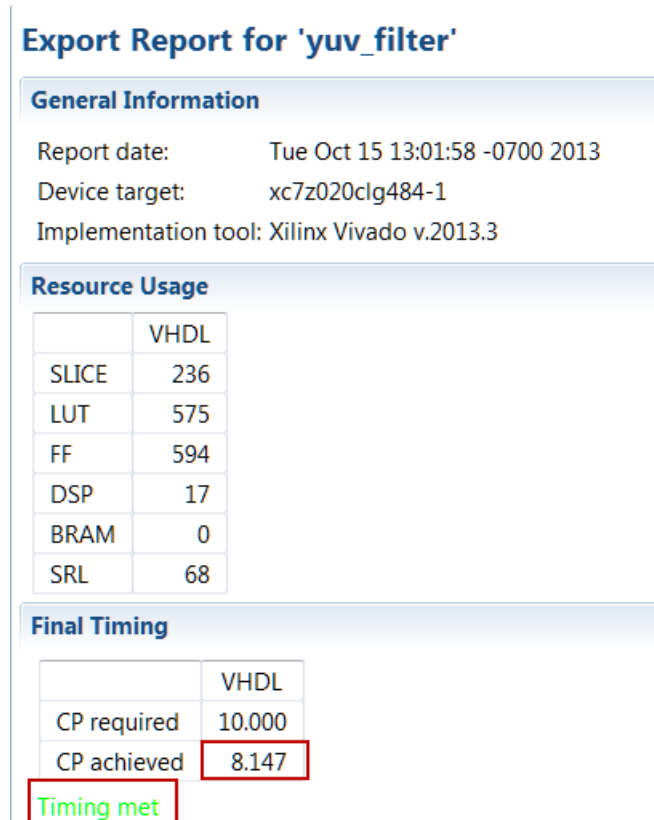 Export Report for 'yuv_filter'
General Information
Report date: Tue Oct 15 13:01:58 -0700 2013
Device target: xc7z020clg484-1
Implementation tool: Xilinx Vivado v.2013.3
Resource Usage
VHDL
SLICE 236
LUT 575
FF 594
DSP 17
BRAM 0
SRL 68
Final Timing
VHDL
CP required 10.000
CP achieved 8.147
Timing met